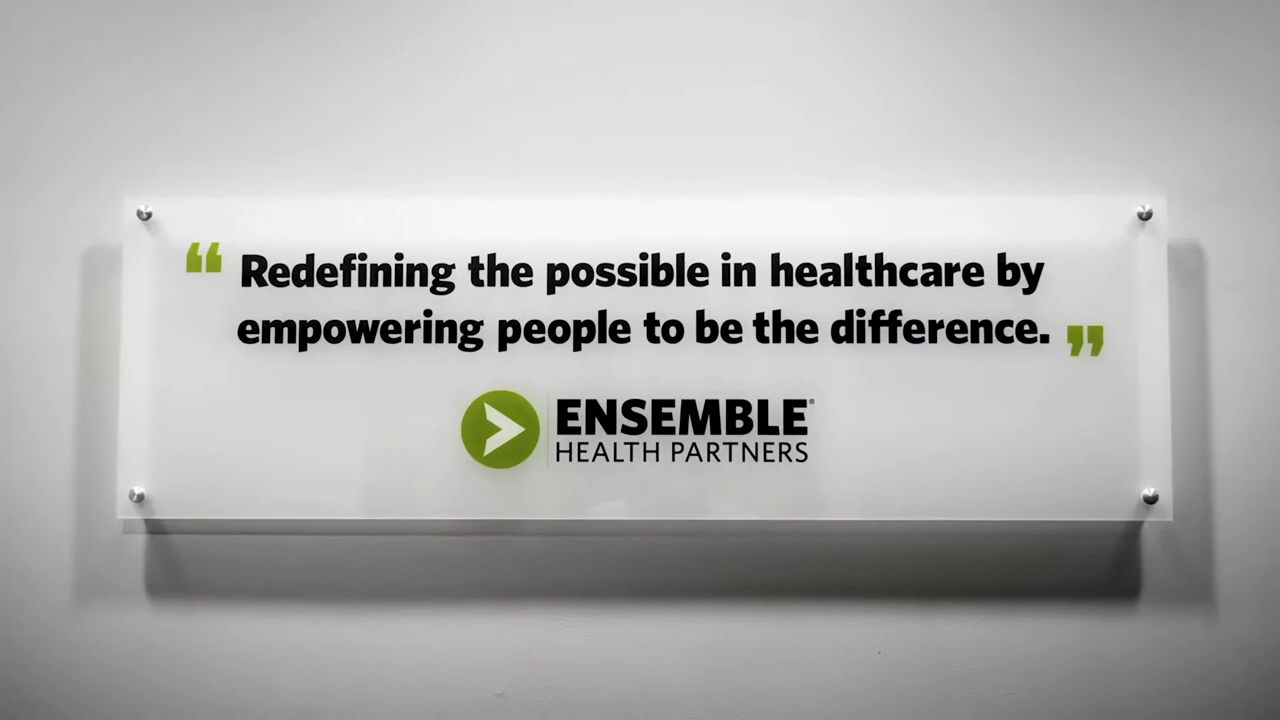 “ Redefining the possible in healthcare by
empowering people to be the difference. ”
ENSEMBLE®
HEALTH PARTNERS